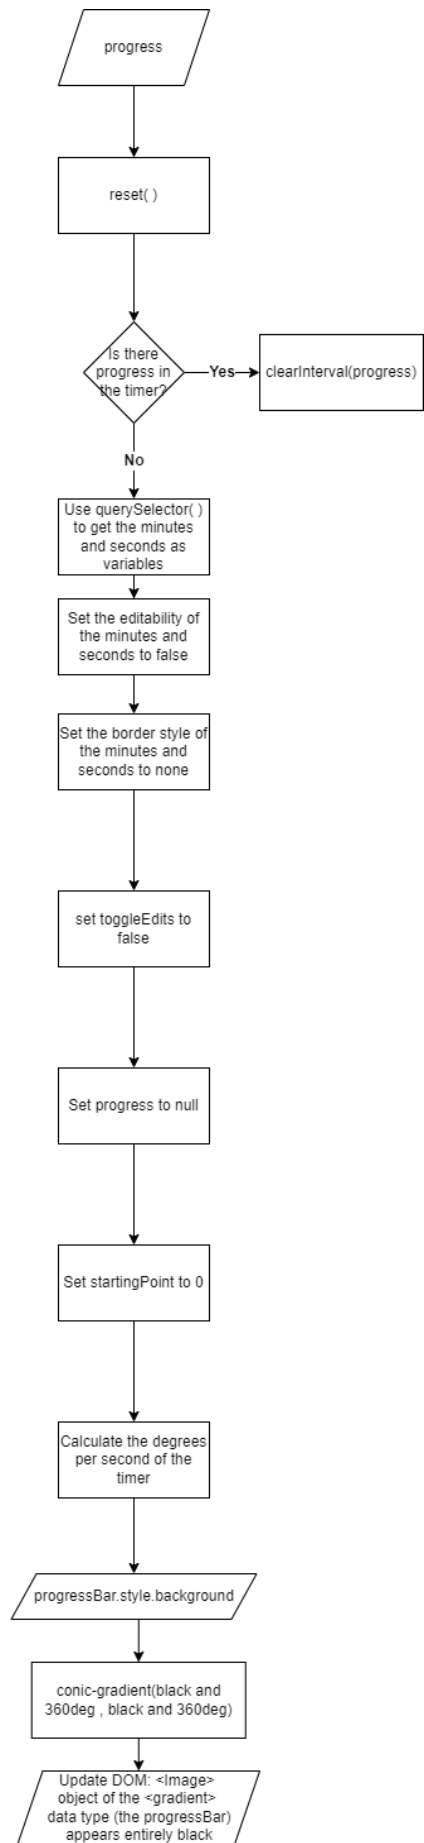 progress
reset( )
Is there
progress in
the timer?
Yes
clearInterval(progress)
No
Use querySelector( )
to get the minutes
and seconds as
variables
Set the editability of
the minutes and
seconds to false
Set the border style of
the minutes and
seconds to none
set toggleEdits to
false
Set progress to null
Set startingPoint to 0
Calculate the degrees
per second of the
timer
progressBar.style.background
conic-gradient(black and
360deg , black and 360deg)
Update DOM: <Image>
object of the <gradient>
data type (the progressBar)
appears entirely black